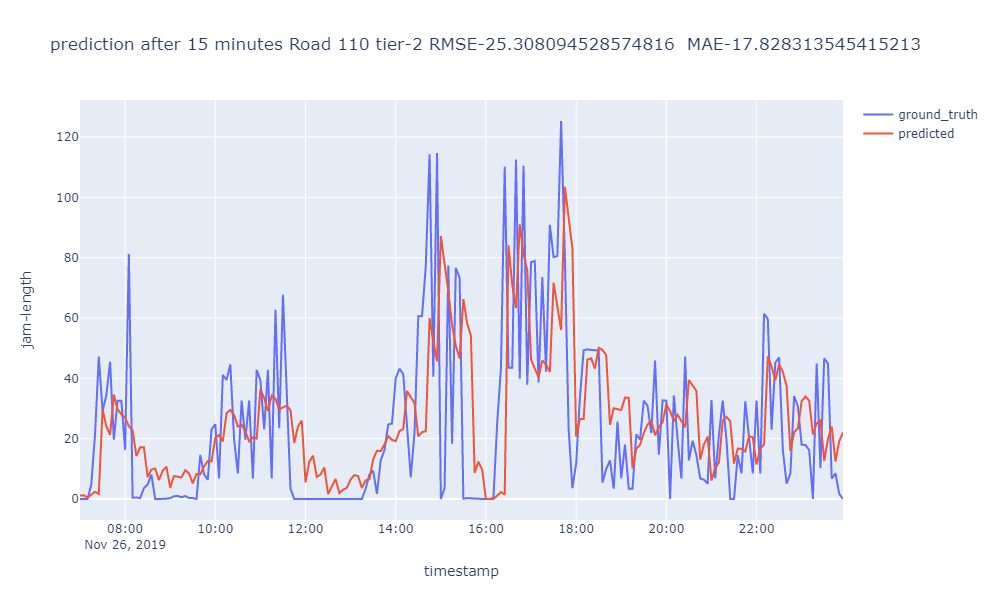 prediction after 15 minutes Road 110 tier-2 RMSE-25.308094528574816  MAE-17.828313545415213
ground_truth
predicted
120
100
80
60
40
20
0
jam-length
08:00 10:00 12:00 14:00 16:00 18:00 20:00 22:00
Nov 26, 2019
timestamp